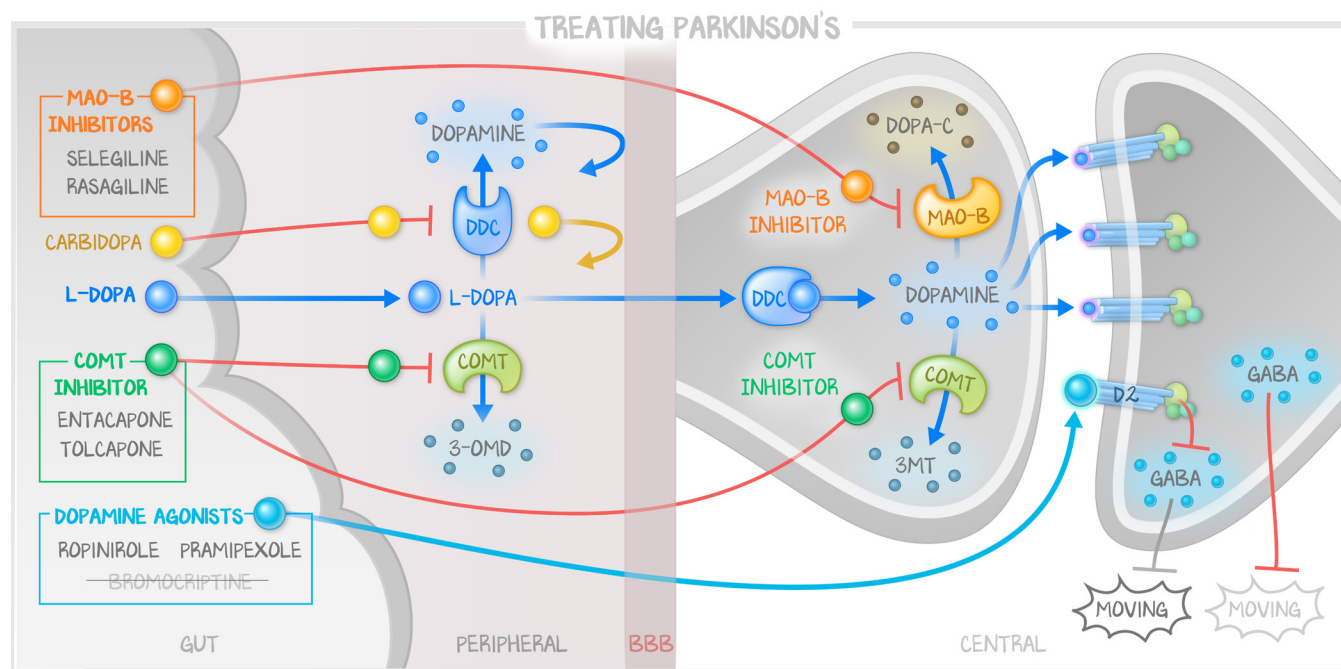 TREATING PARKINSON'S
MAO-B
INHIBITORS
SELEGILINE
RASAGILINE
CARBIDOPA
L-DOPA
COMT
INHIBITOR
ENTACAPONE
TOLCAPONE
DOPAMINE AGONISTS
ROPINIROLE PRAMIPEXOLE
BROMOCRIPTINE
GUT
DOPAMINE
DDC
L-DOPA
COMT
3-OMD
PERIPHERAL
BBB
DOPA-C
MAO-B
INHIBITOR
MAO-B
DDC
DOPAMINE
COMT
INHIBITOR
COMT
3MT
CENTRAL
D2
GABA
GABA
MOVING
MOVING